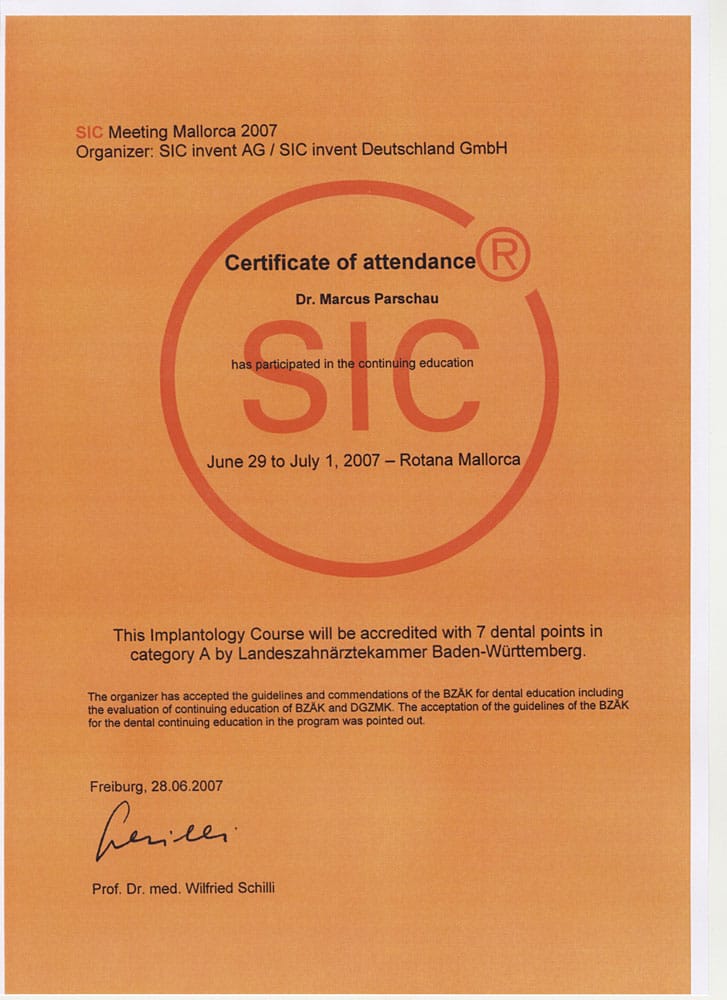 SIC Meeting Mallorca 2007
Organizer: SIC invent AG / SIC invent Deutschland GmbH
Certificate of attendance
®
Dr. Marcus Parschau
SIC
has participated in the continuing education
June 29 to July 1, 2007 – Rotana Mallorca
This Implantology Course will be accredited with 7 dental points in
category A by Landeszahnärztekammer Baden-Württemberg.
The organizer has accepted the guidelines and commendations of the BZÄK for dental education including
the evaluation of continuing education of BZÄK and DGZMK. The acceptation of the guidelines of the BZÄK
for the dental continuing education in the program was pointed out.
Freiburg, 28.06.2007
Schilli
Prof. Dr. med. Wilfried Schilli